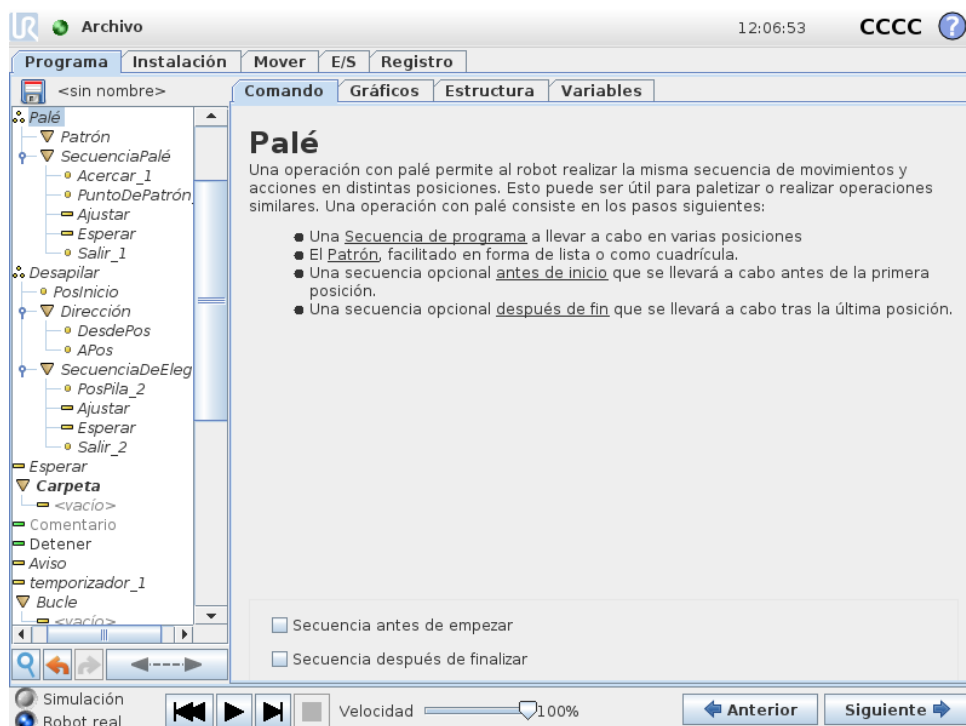 UR Archivo 12:06:53 CCCC ?
Programa Instalación Mover E/S Registro
<sin nombre>
Comando Gráficos Estructura Variables
Palé
Patrón
SecuenciaPalé
Acercar_1
PuntoDePatrón
Ajustar
Esperar
Salir_1
Desapilar
PosInicio
Dirección
DesdePos
APos
SecuenciaDeEleg
PosPila_2
Ajustar
Esperar
Salir_2
Esperar
Carpeta
<vacío>
Comentario
Detener
Aviso
temporizador_1
Bucle
<vacío>
Palé
Una operación con palé permite al robot realizar la misma secuencia de movimientos y
acciones en distintas posiciones. Esto puede ser útil para paletizar o realizar operaciones
similares. Una operación con palé consiste en los pasos siguientes:
● Una Secuencia de programa a llevar a cabo en varias posiciones
● El Patrón, facilitado en forma de lista o como cuadrícula.
● Una secuencia opcional antes de inicio que se llevará a cabo antes de la primera
posición.
● Una secuencia opcional después de fin que se llevará a cabo tras la última posición.
Secuencia antes de empezar
Secuencia después de finalizar
Simulación
Robot real
Velocidad 100%
Anterior Siguiente